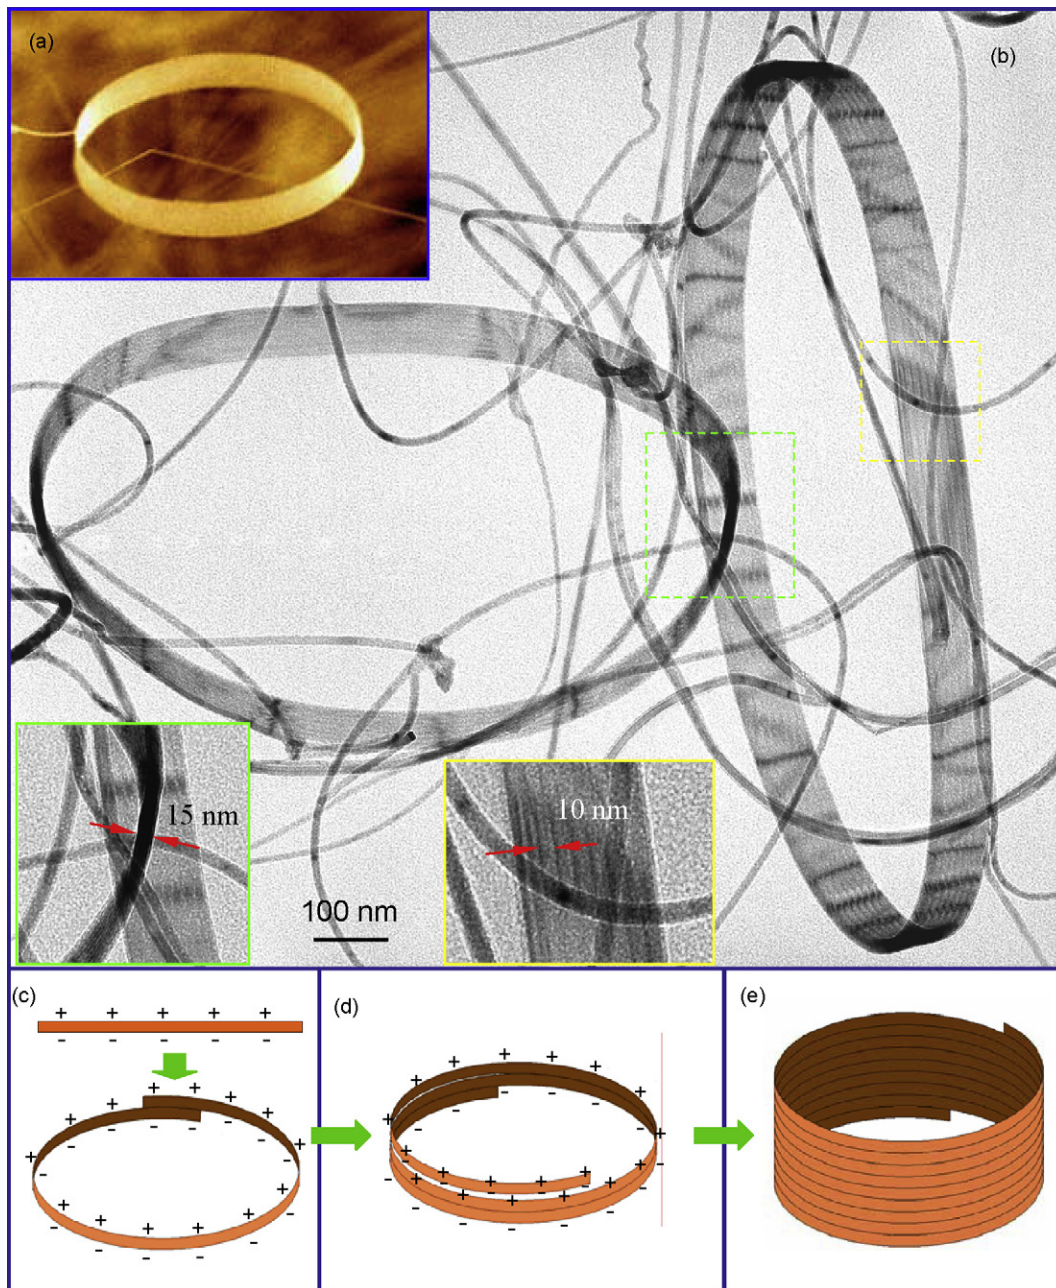 (a)
(b)
15 nm
10 nm
100 nm
(c)
+ + + + +
- - - - -
+ + + + + + + + + + + +
- - - - - - - - - - - -
(d)
+ + + + + + + + + + + + + + +
- - - - - - - - - - - - - - -
(e)